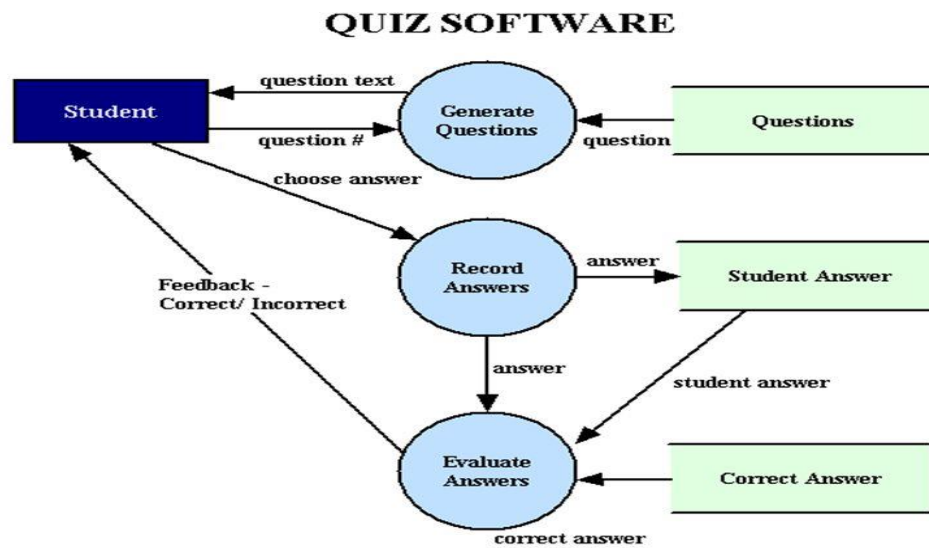 QUIZ SOFTWARE
question text
Student
Generate
Questions
Questions
question #
question
choose answer
Record
Answers
answer
Student Answer
Feedback -
Correct/ Incorrect
answer
student answer
Evaluate
Answers
Correct Answer
correct answer